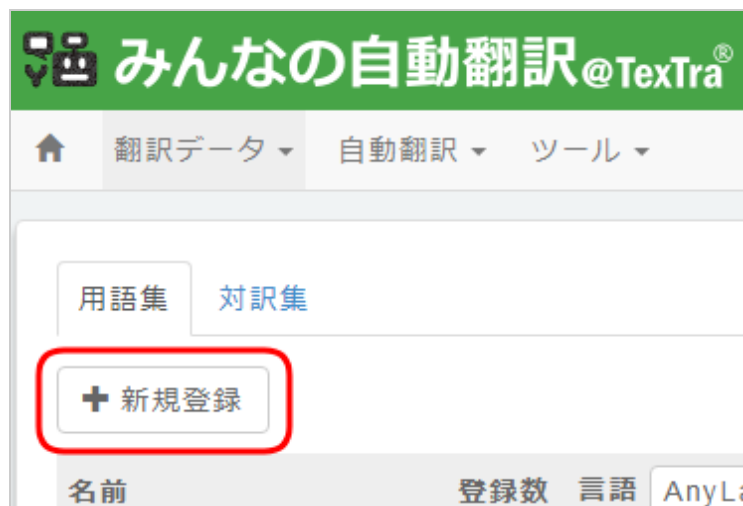 みんなの自動翻訳@TexTra®
翻訳データ 自動翻訳 ツール
用語集 対訳集
新規登録
名前 登録数 言語 AnyLa